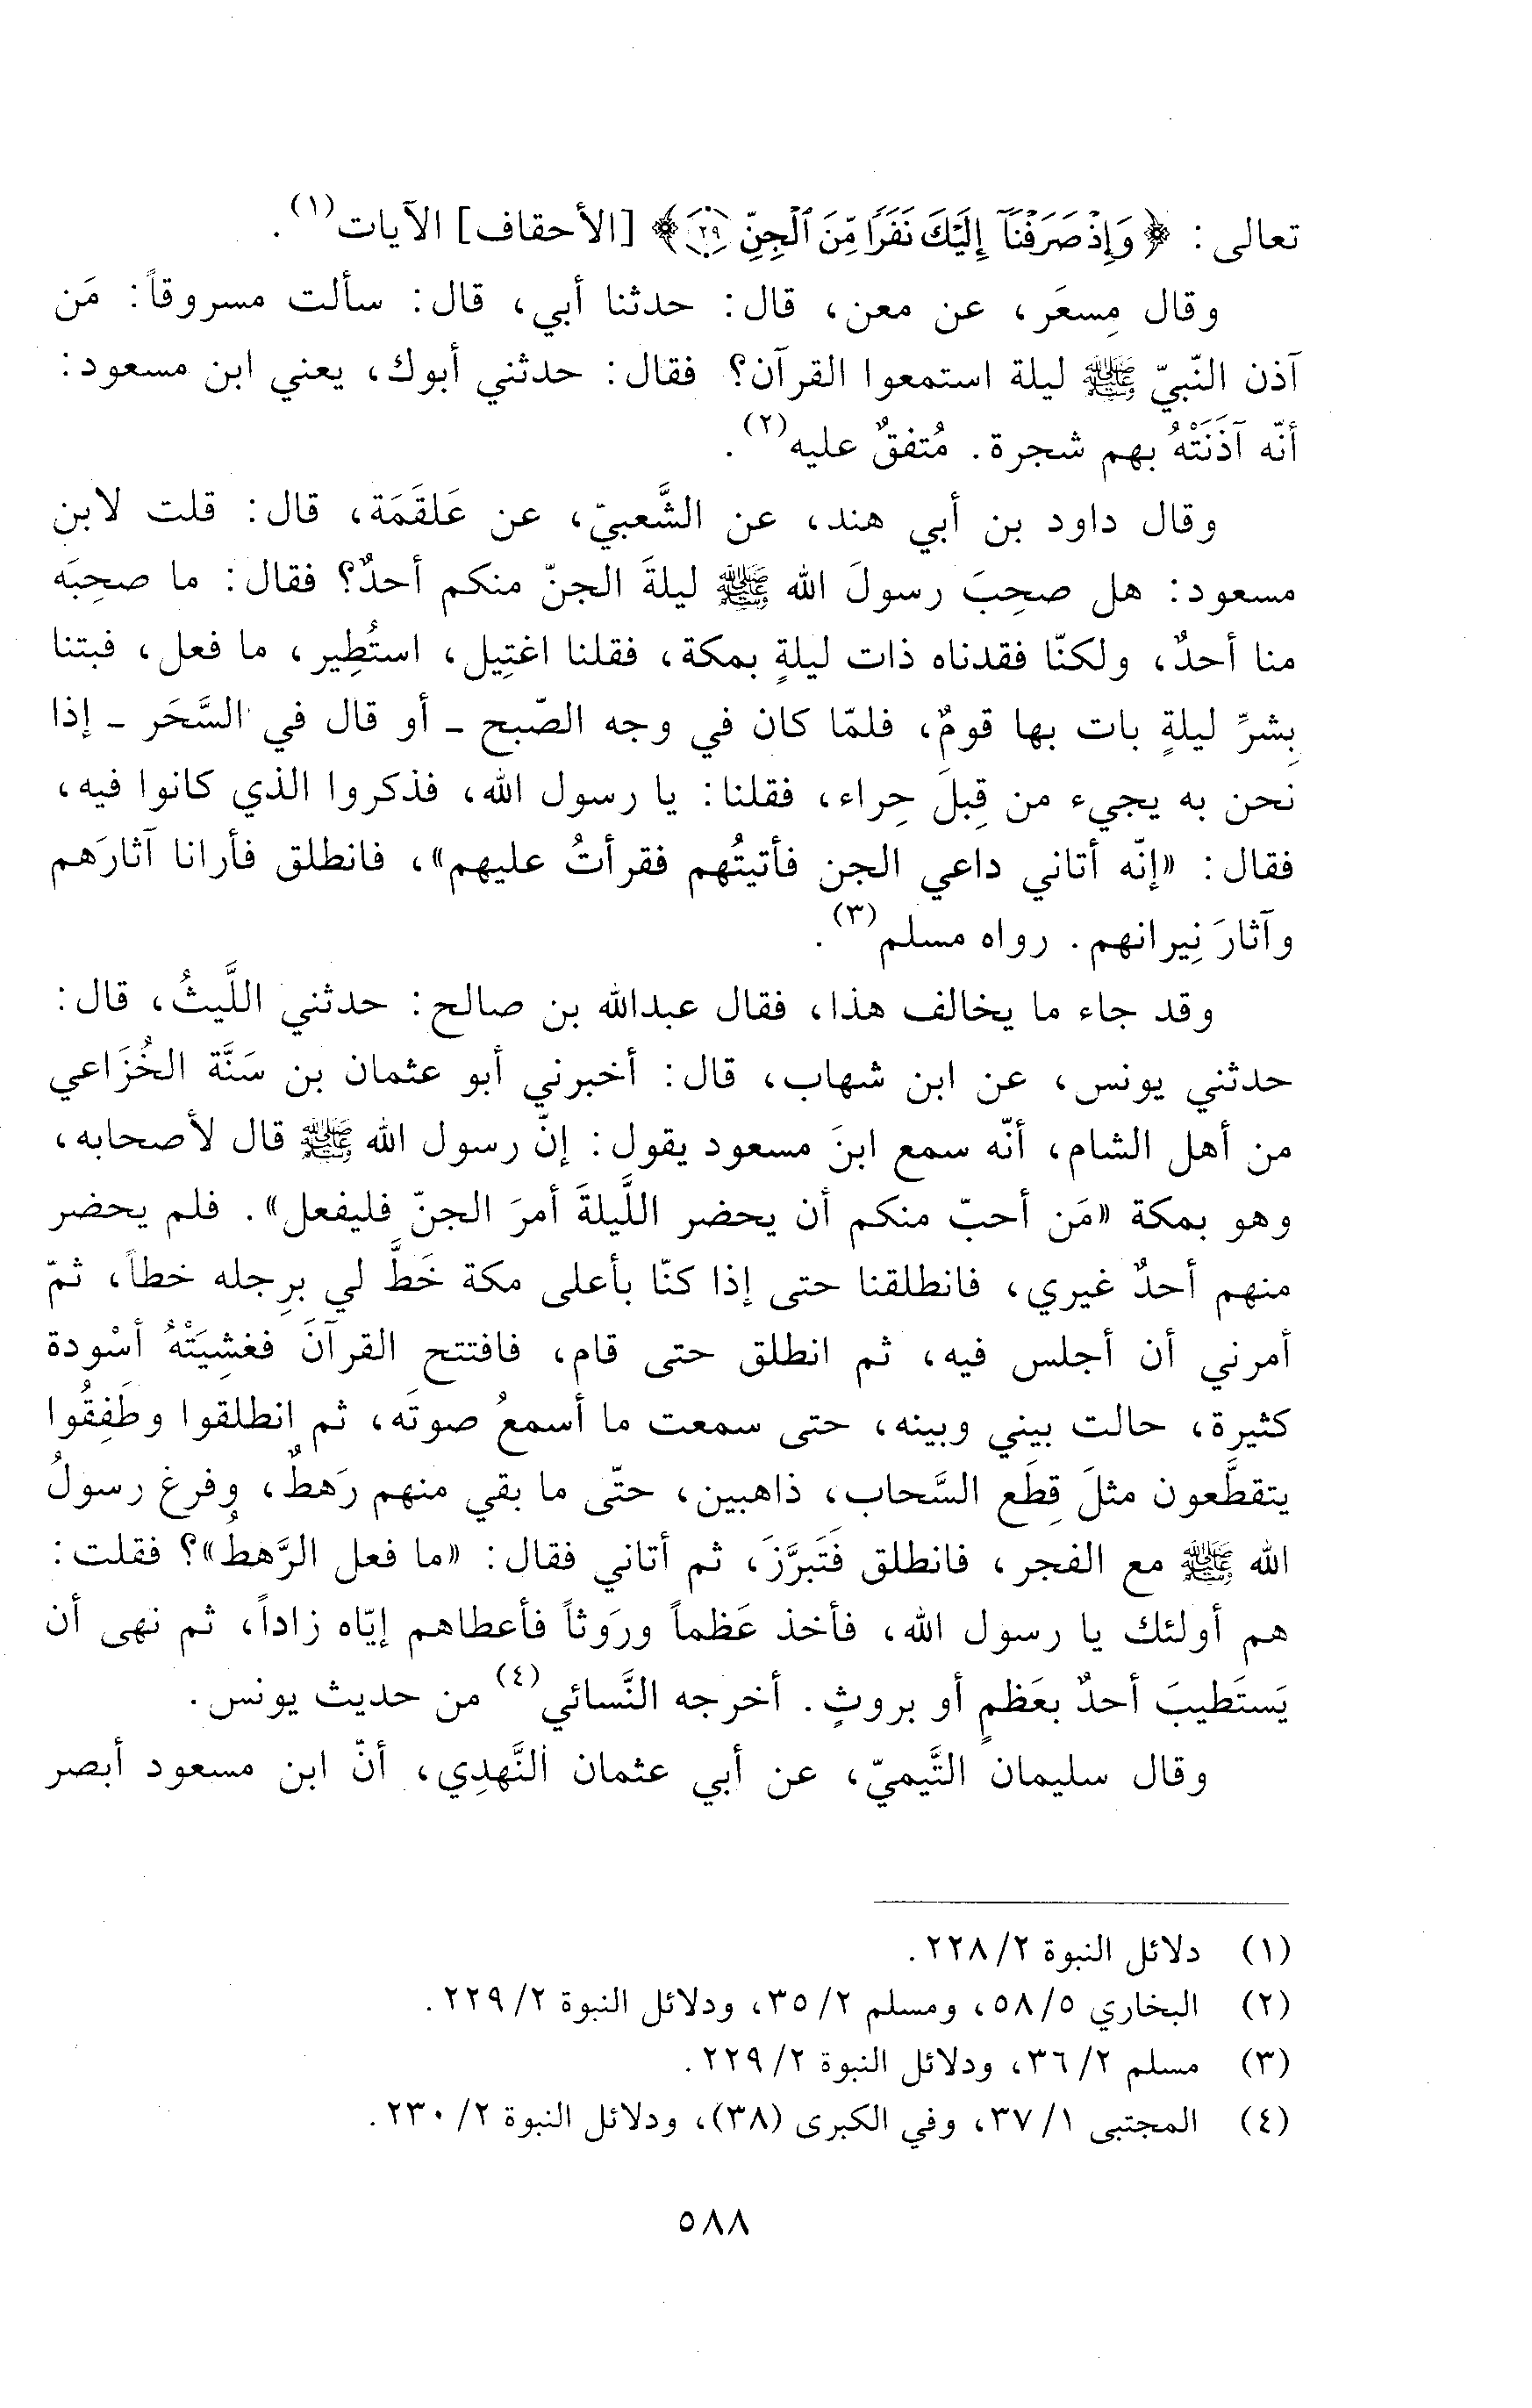 تعالى: ﴿وَإِذْ صَرَفْنَآ إِلَيْكَ نَفَرًا مِّنَ ٱلْجِنِّ ۝٢٩﴾ [الأحقاف] الآيات(١).
وقال مِسعَر، عن معن، قال: حدثنا أبي، قال: سألت مسروقاً: مَن
آذن النّبيّ ﷺ ليلة استمعوا القرآن؟ فقال: حدثني أبوك، يعني ابن مسعود:
أنّه آذَنَتْهُ بهم شجرة. مُتفقٌ عليه(٢).
وقال داود بن أبي هند، عن الشَّعبيّ، عن عَلقَمَة، قال: قلت لابن
مسعود: هل صحِبَ رسولَ الله ﷺ ليلةَ الجنّ منكم أحدٌ؟ فقال: ما صحِبَه
منا أحدٌ، ولكنّا فقدناه ذات ليلةٍ بمكة، فقلنا اغتِيل، استُطِير، ما فعل، فبتنا
بِشرِّ ليلةٍ بات بها قومٌ، فلمّا كان في وجه الصّبح ـ أو قال في السَّحَر ـ إذا
نحن به يجيء من قِبلَ حِراء، فقلنا: يا رسول الله، فذكروا الذي كانوا فيه،
فقال: «إنّه أتاني داعي الجن فأتيتُهم فقرأتُ عليهم»، فانطلق فأرانا آثارَهم
وآثارَ نِيرانهم. رواه مسلم(٣).
وقد جاء ما يخالف هذا، فقال عبدالله بن صالح: حدثني اللَّيثُ، قال:
حدثني يونس، عن ابن شهاب، قال: أخبرني أبو عثمان بن سَنَّة الخُزَاعي
من أهل الشام، أنّه سمع ابنَ مسعود يقول: إنّ رسول الله ﷺ قال لأصحابه،
وهو بمكة «مَن أحبّ منكم أن يحضر اللَّيلةَ أمرَ الجنّ فليفعل». فلم يحضر
منهم أحدٌ غيري، فانطلقنا حتى إذا كنّا بأعلى مكة خَطَّ لي برِجله خطاً، ثمّ
أمرني أن أجلس فيه، ثم انطلق حتى قام، فافتتح القرآنَ فغشِيَتْهُ أسْودة
كثيرة، حالت بيني وبينه، حتى سمعت ما أسمعُ صوتَه، ثم انطلقوا وطَفِقُوا
يتقطَّعون مثلَ قِطَع السَّحاب، ذاهبين، حتّى ما بقي منهم رَهطٌ، وفرغ رسولُ
الله ﷺ مع الفجر، فانطلق فَتَبرَّزَ، ثم أتاني فقال: «ما فعل الرَّهطُ»؟ فقلت:
هم أولئك يا رسول الله، فأخذ عَظماً ورَوثاً فأعطاهم إيّاه زاداً، ثم نهى أن
يَستَطيبَ أحدٌ بعَظمٍ أو بروثٍ. أخرجه النَّسائي(٤) من حديث يونس.
وقال سليمان التَّيميّ، عن أبي عثمان النَّهدِي، أنّ ابن مسعود أبصر
(١) دلائل النبوة ٢/ ٢٢٨.
(٢) البخاري ٥/ ٥٨، ومسلم ٢/ ٣٥، ودلائل النبوة ٢/ ٢٢٩.
(٣) مسلم ٢/ ٣٦، ودلائل النبوة ٢/ ٢٢٩.
(٤) المجتبى ١/ ٣٧، وفي الكبرى (٣٨)، ودلائل النبوة ٢/ ٢٣٠.
٥٨٨